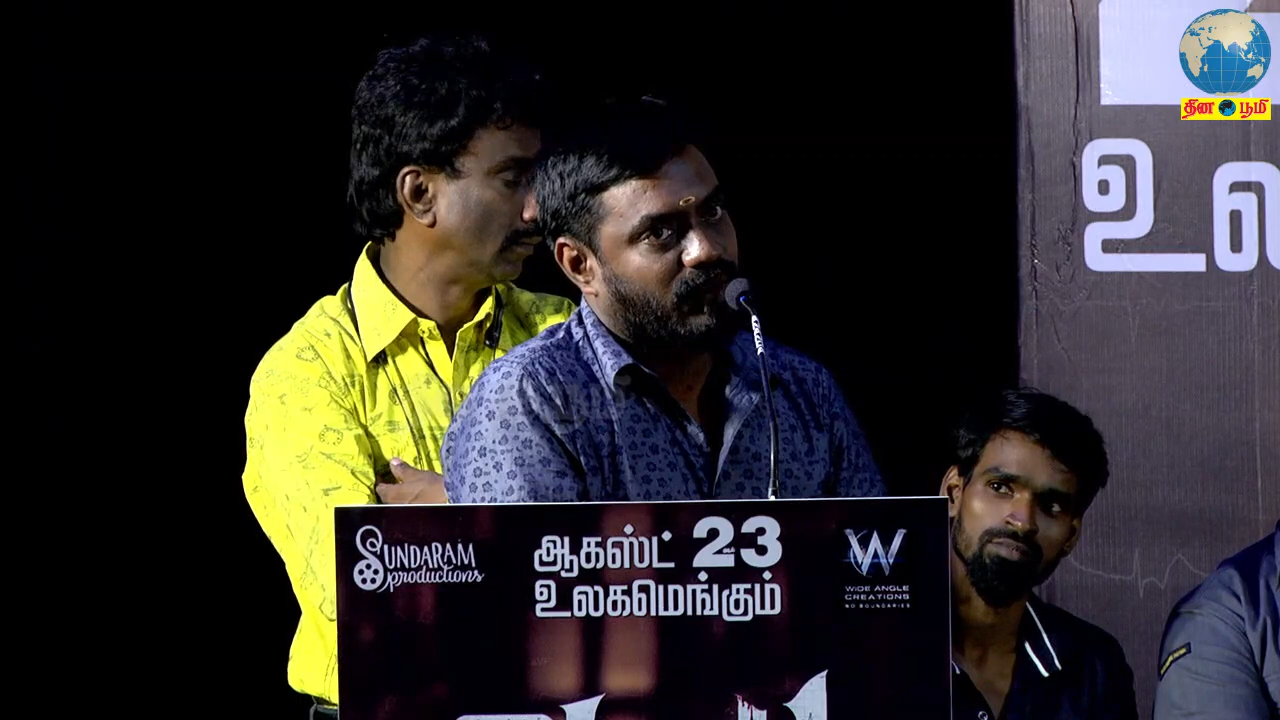 தின பூமி
உல
SUNDARAM
productions
ஆகஸ்ட் 23
உலகமெங்கும்
W
WIDE ANGLE
CREATIONS
NO BOUNDARIES